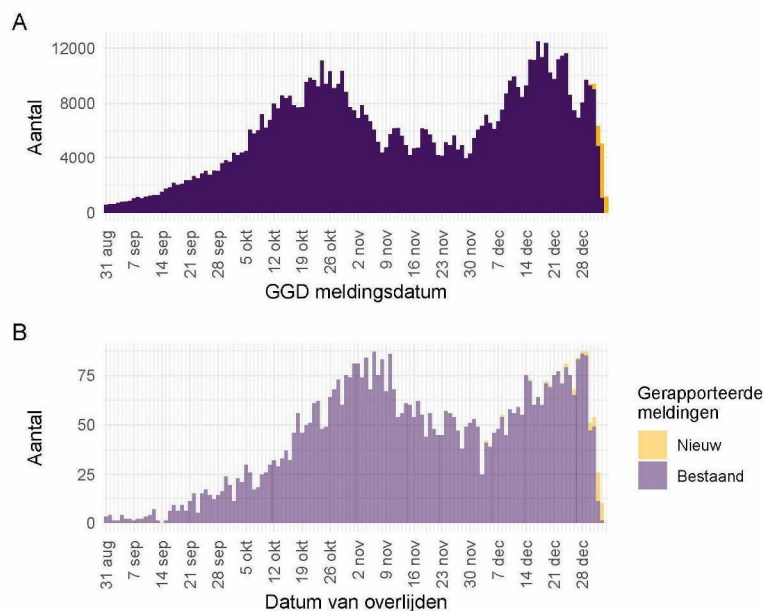 A
12000
8000
4000
0
Aantal
31 aug
7 sep
14 sep
21 sep
28 sep
5 okt
12 okt
19 okt
26 okt
2 nov
9 nov
16 nov
23 nov
30 nov
7 dec
14 dec
21 dec
28 dec
GGD meldingsdatum
B
75
50
25
0
Aantal
31 aug
7 sep
14 sep
21 sep
28 sep
5 okt
12 okt
19 okt
26 okt
2 nov
9 nov
16 nov
23 nov
30 nov
7 dec
14 dec
21 dec
28 dec
Datum van overlijden
Gerapporteerde
meldingen
Nieuw
Bestaand